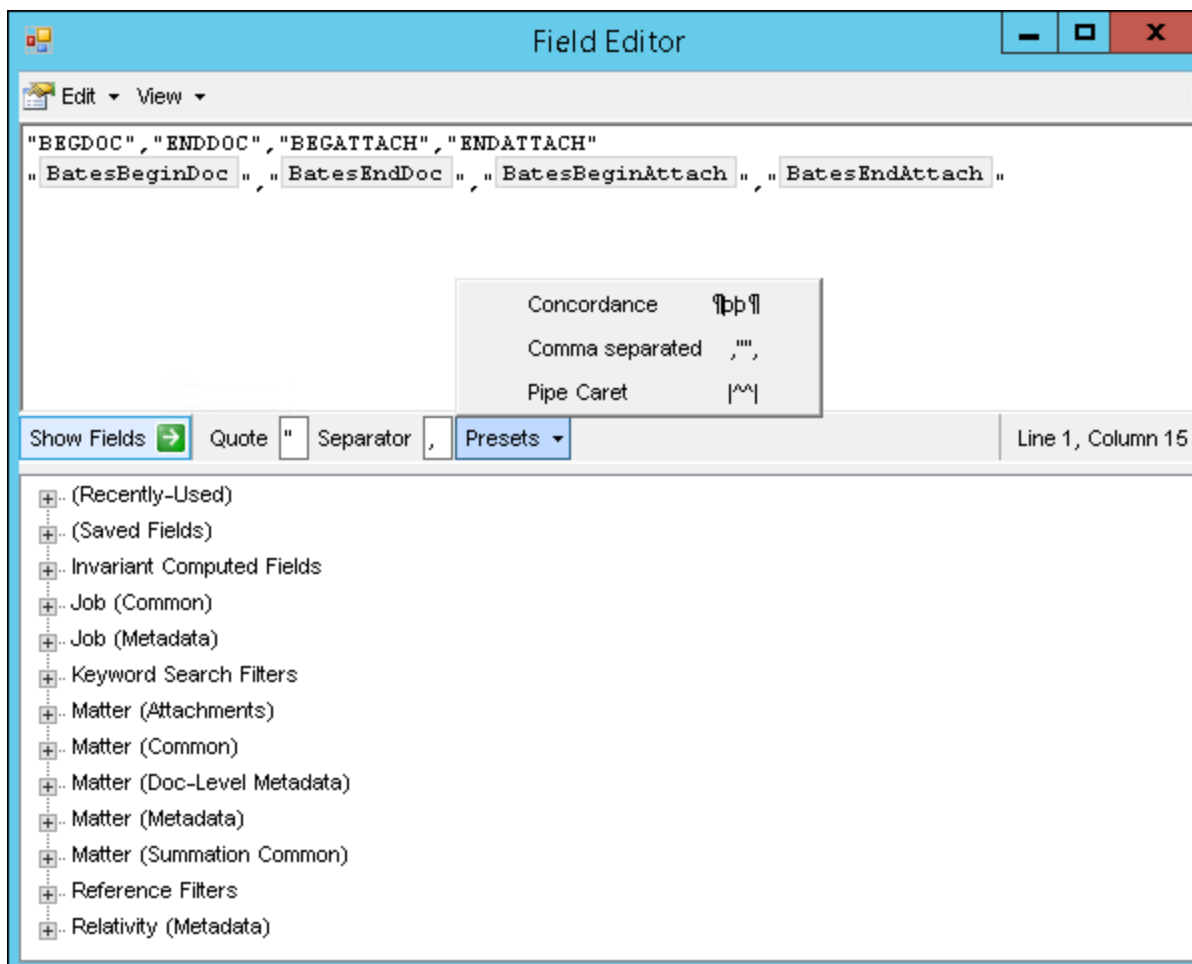 Field Editor
Edit View
"BEGDOC","ENDDOC","BEGATTACH","ENDATTACH"
"BatesBeginDoc","BatesEndDoc","BatesBeginAttach","BatesEndAttach"
Concordance ¶þþ¶
Comma separated ,"",
Pipe Caret |^^|
Show Fields Quote " Separator , Presets Line 1, Column 15
(Recently-Used)
(Saved Fields)
Invariant Computed Fields
Job (Common)
Job (Metadata)
Keyword Search Filters
Matter (Attachments)
Matter (Common)
Matter (Doc-Level Metadata)
Matter (Metadata)
Matter (Summation Common)
Reference Filters
Relativity (Metadata)